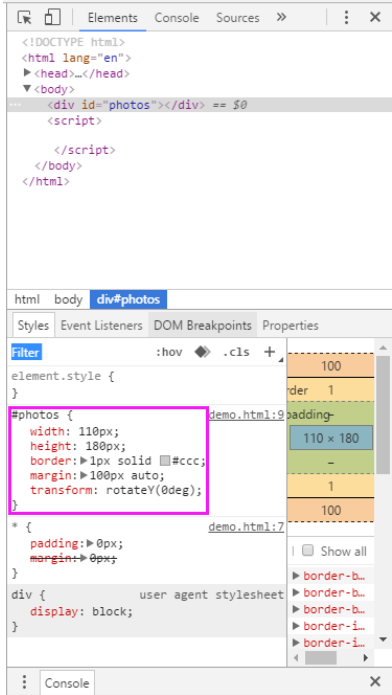 Elements Console Sources »
<!DOCTYPE html>
<html lang="en">
▶<head>…</head>
▼<body>
… <div id="photos"></div> == $0
<script>
</script>
</body>
</html>
html body div#photos
Styles Event Listeners DOM Breakpoints Properties
Filter :hov .cls +
element.style {
}
#photos { demo.html:9
width: 110px;
height: 180px;
border:▶1px solid #ccc;
margin:▶100px auto;
transform: rotateY(0deg);
}
* { demo.html:7
padding:▶0px;
margin:▶0px;
}
div { user agent stylesheet
display: block;
}
100
rder 1
padding–
110 × 180
–
1
100
Show all
▶border-b…
▶border-b…
▶border-b…
▶border-i…
▶border-i…
Console